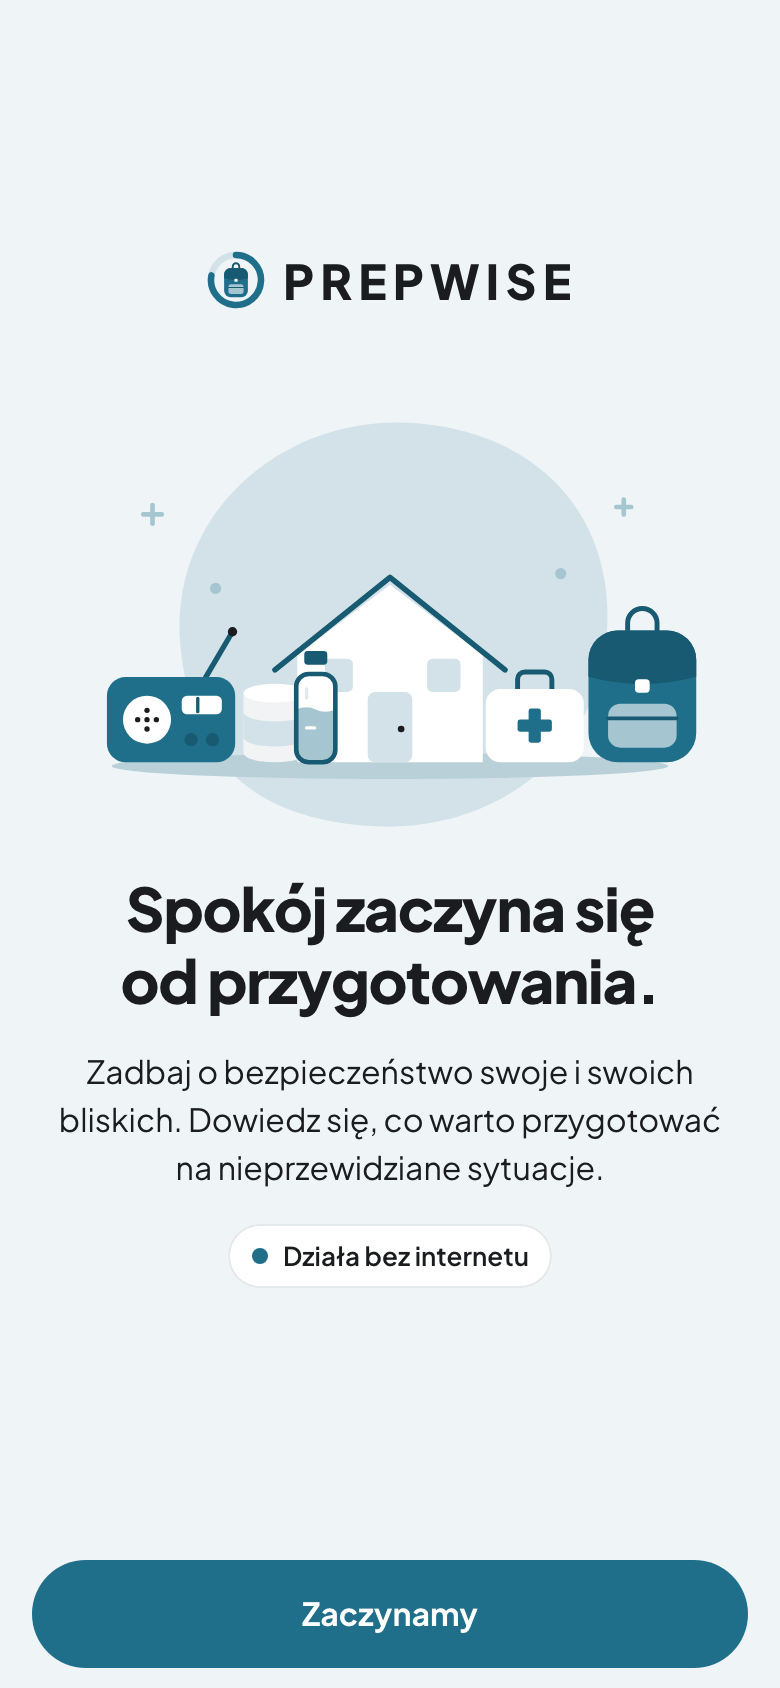 PREPWISE
Spokój zaczyna się
od przygotowania.
Zadbaj o bezpieczeństwo swoje i swoich
bliskich. Dowiedz się, co warto przygotować
na nieprzewidziane sytuacje.
Działa bez internetu
Zaczynamy